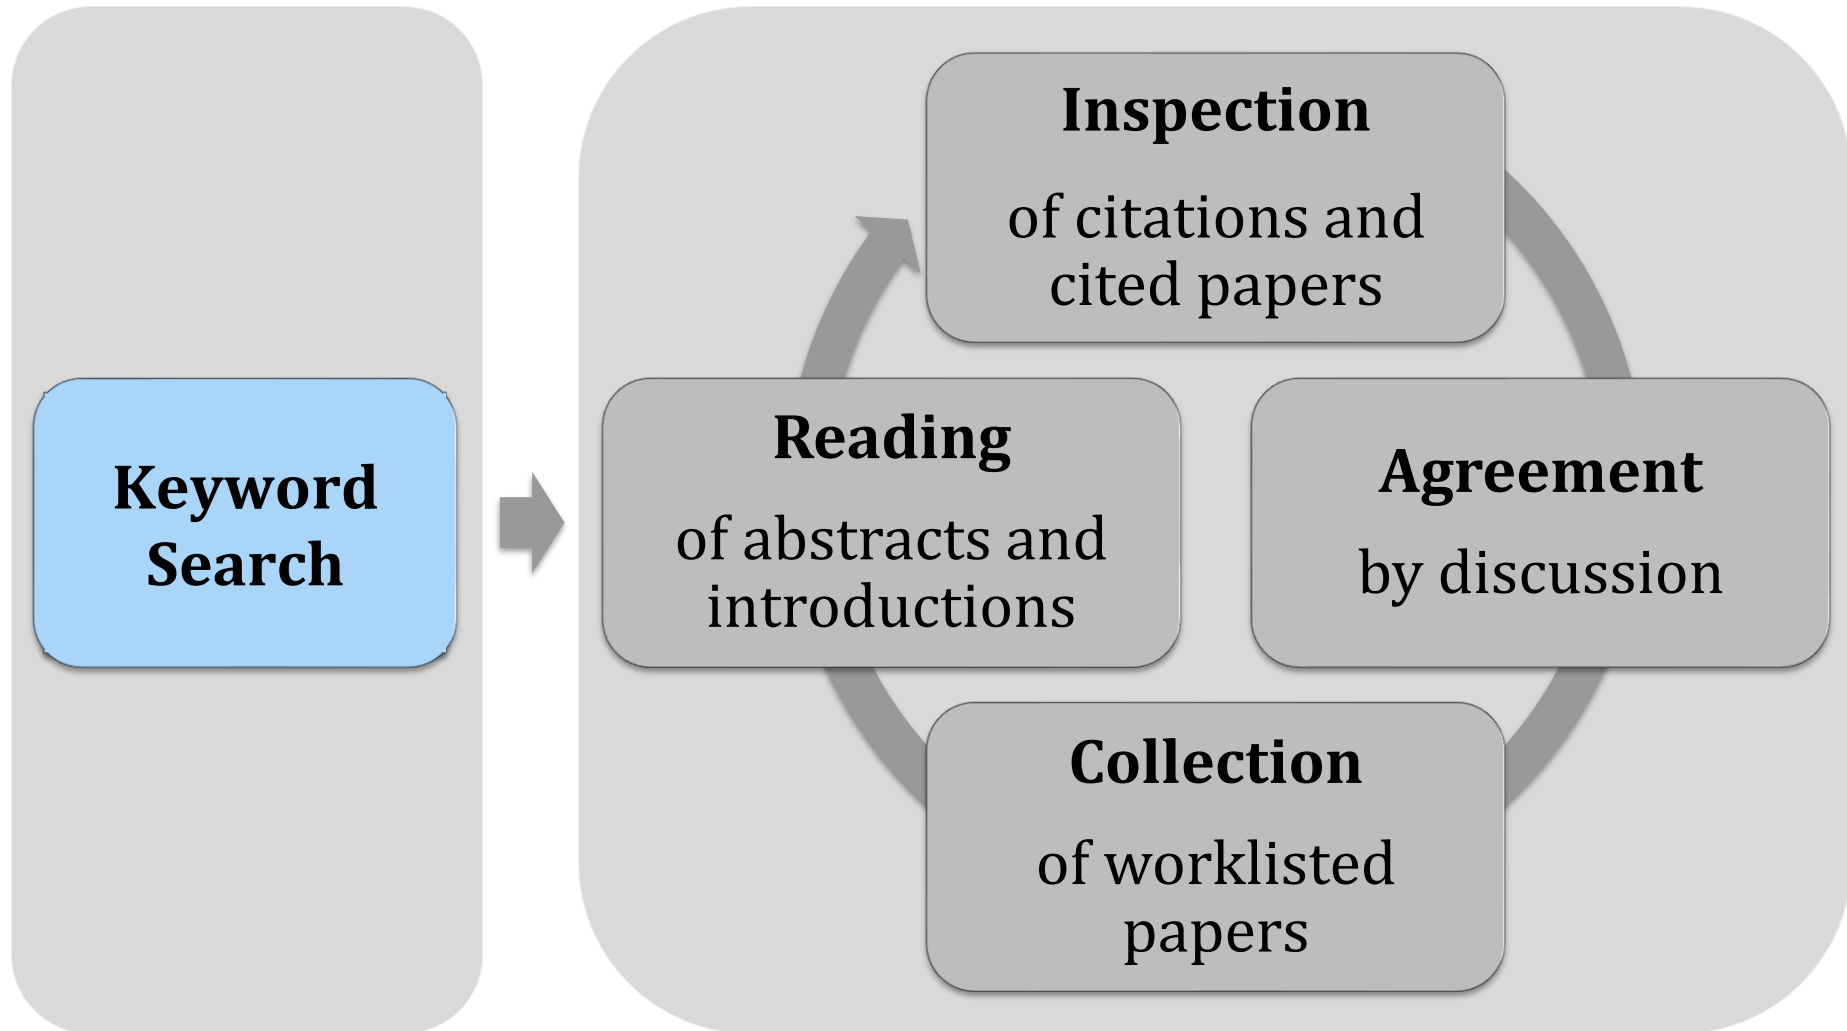 Keyword
Search
Inspection
of citations and
cited papers
Reading
of abstracts and
introductions
Agreement
by discussion
Collection
of worklisted
papers